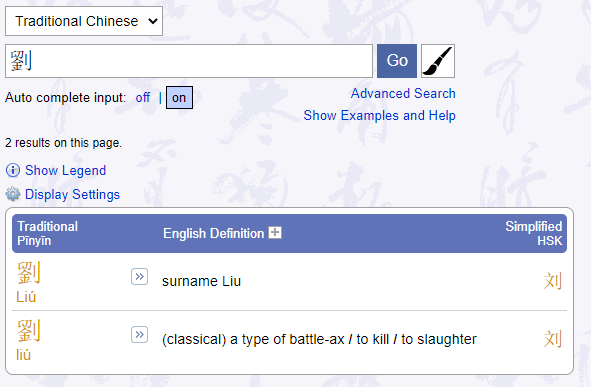 Traditional Chinese
劉
Go
Auto complete input: off | on
Advanced Search
Show Examples and Help
2 results on this page.
Show Legend
Display Settings
Traditional Pīnyīn English Definition Simplified HSK
劉 Liú » surname Liu 刘
劉 liú » (classical) a type of battle-ax / to kill / to slaughter 刘